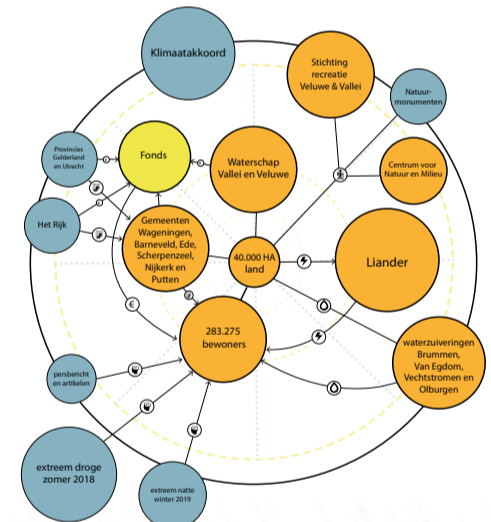 Klimaatakkoord
Stichting
recreatie
Veluwe & Vallei
Natuur-
monumenten
Provincies
Gelderland
en Utrecht
Fonds
Waterschap
Vallei en Veluwe
Centrum voor
Natuur en Milieu
Het Rijk
Gemeenten
Wageningen,
Barneveld, Ede,
Scherpenzeel,
Nijkerk en
Putten
40.000 HA
land
Liander
€
283.275
bewoners
waterzuiveringen
Brummen,
Van Egdom,
Vechtstromen en
Olburgen
persbericht
en artikelen
extreem droge
zomer 2018
extreem natte
winter 2019